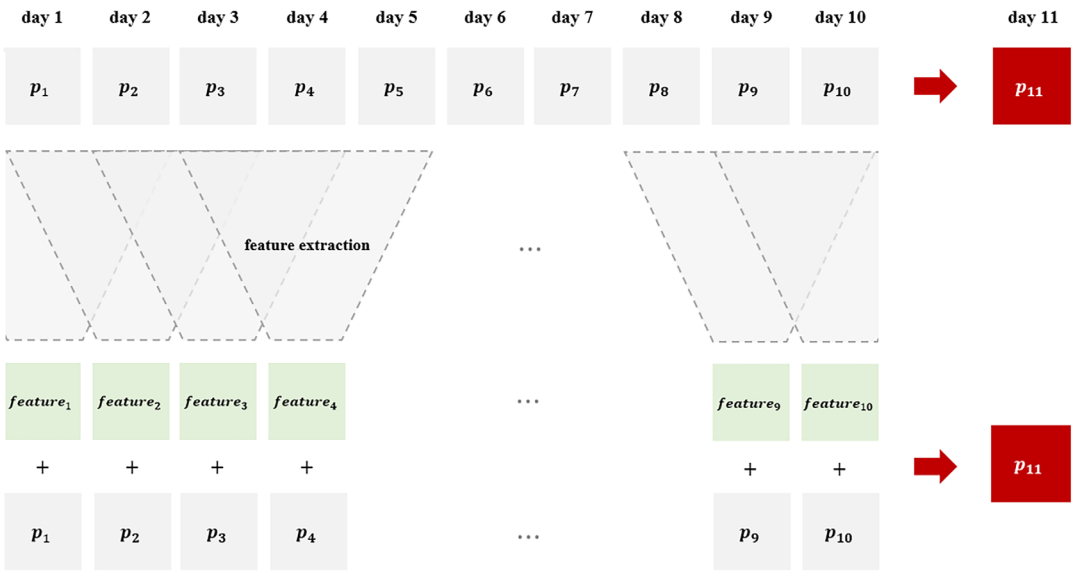 day 1 day 2 day 3 day 4 day 5 day 6 day 7 day 8 day 9 day 10 day 11
p₁ p₂ p₃ p₄ p₅ p₆ p₇ p₈ p₉ p₁₀ p₁₁
feature extraction
...
feature₁ feature₂ feature₃ feature₄ ... feature₉ feature₁₀
+ + + + + +
p₁₁
p₁ p₂ p₃ p₄ ... p₉ p₁₀